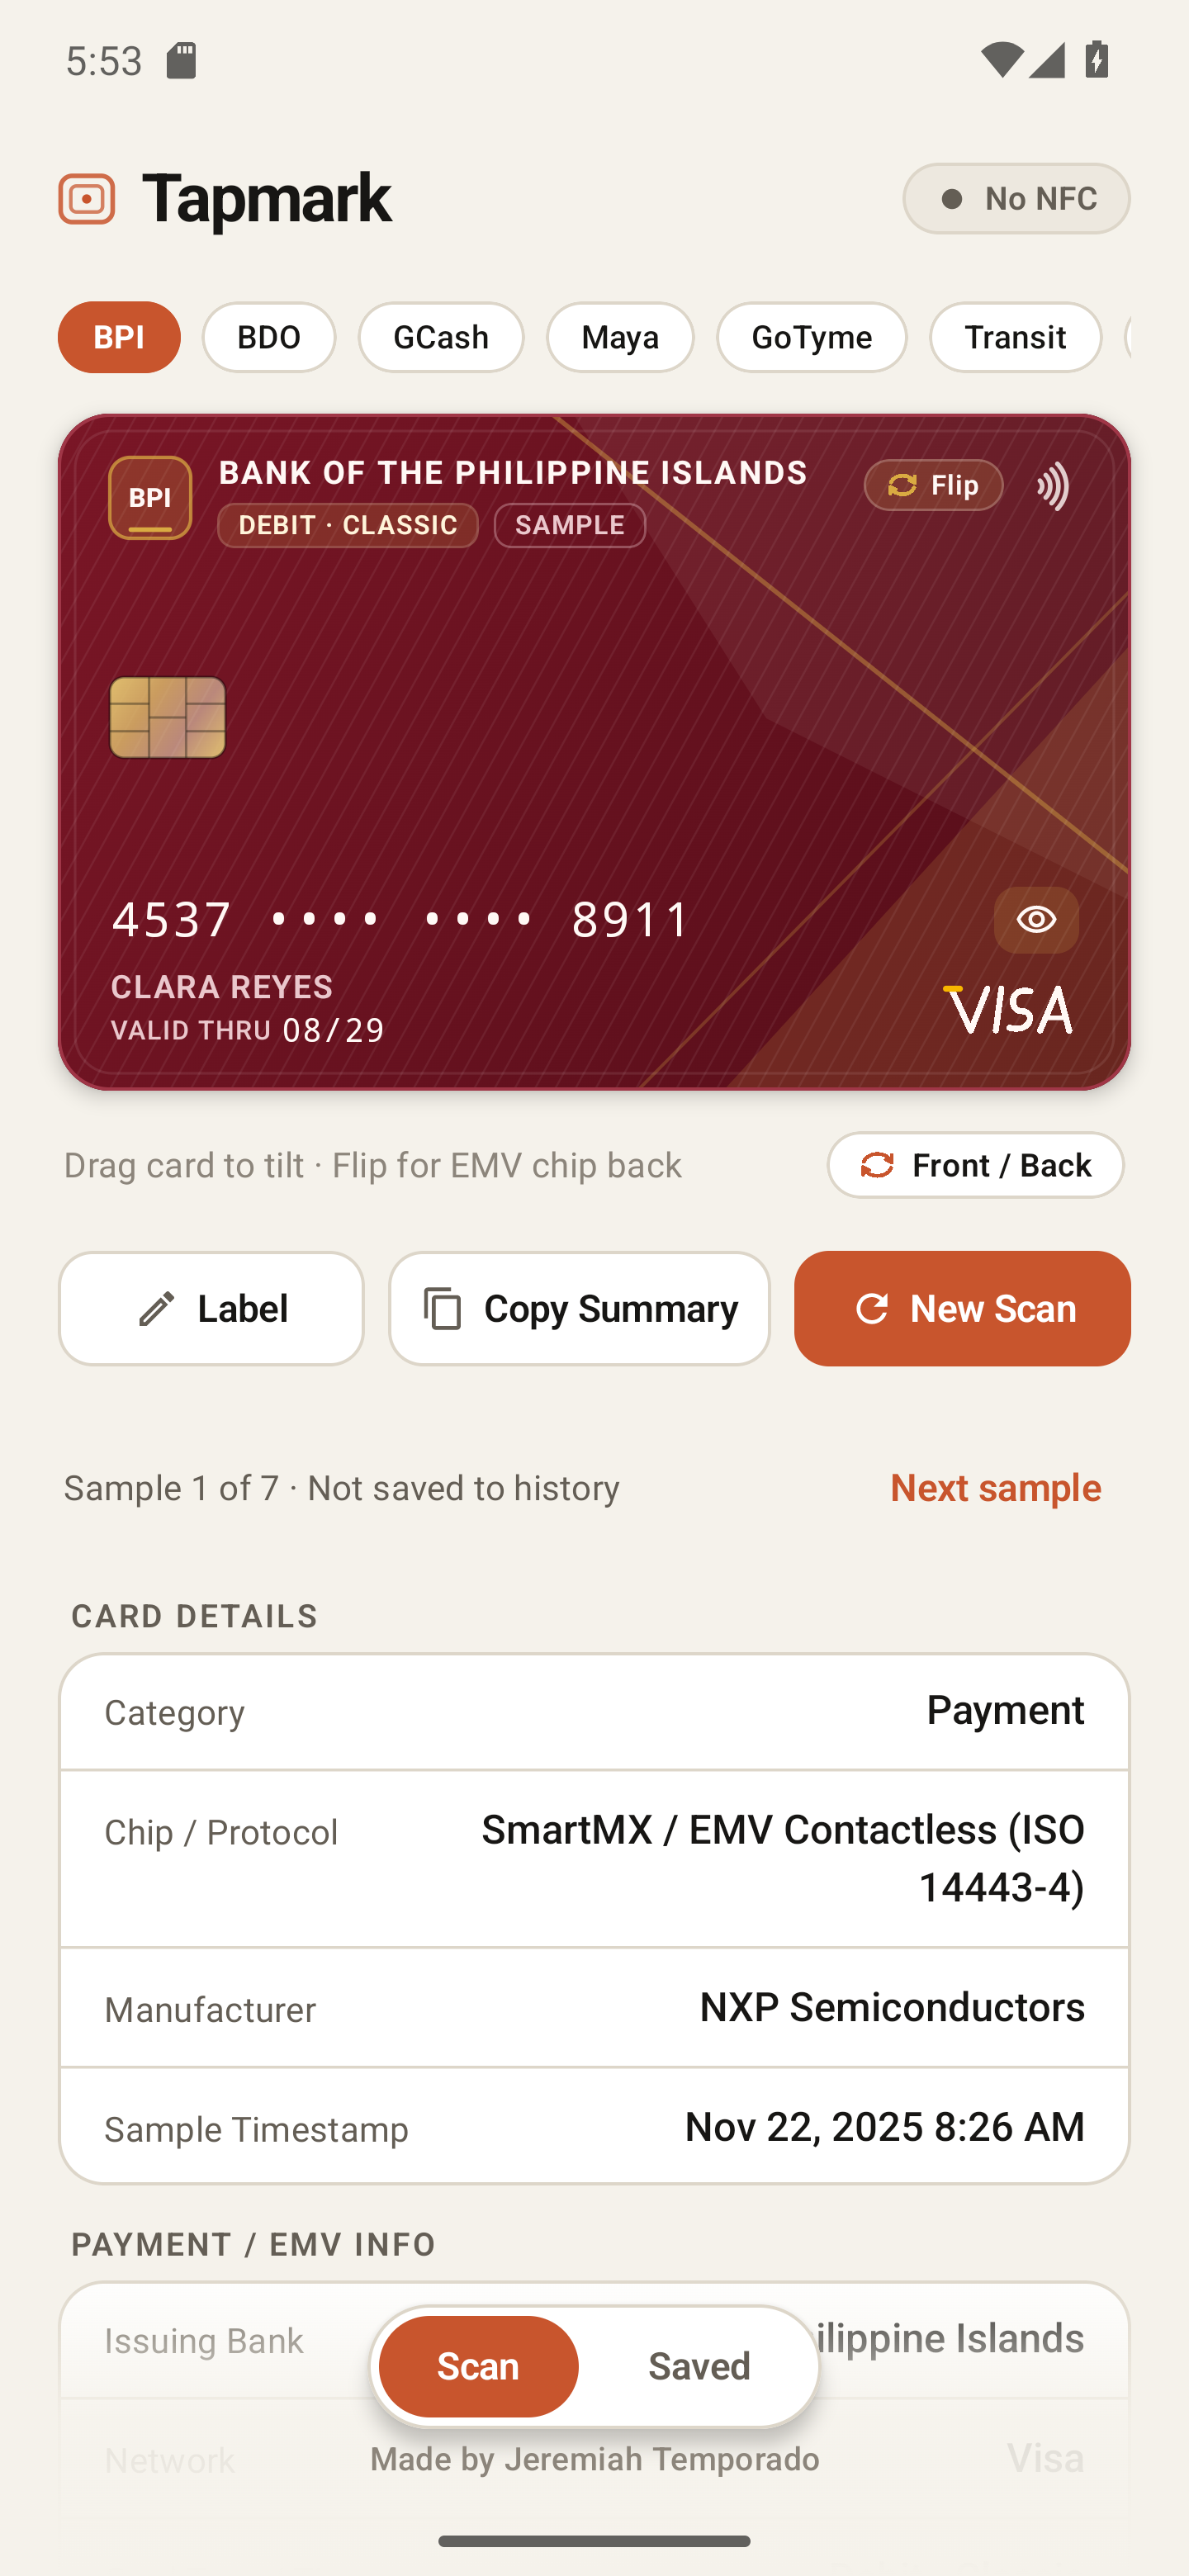 5:53
Tapmark
No NFC
BPI
BDO
GCash
Maya
GoTyme
Transit
BPI
BANK OF THE PHILIPPINE ISLANDS
DEBIT · CLASSIC
SAMPLE
Flip
4537 •••• •••• 8911
CLARA REYES
VALID THRU 08/29
VISA
Drag card to tilt · Flip for EMV chip back
Front / Back
Label
Copy Summary
New Scan
Sample 1 of 7 · Not saved to history
Next sample
CARD DETAILS
Category
Payment
Chip / Protocol
SmartMX / EMV Contactless (ISO
14443-4)
Manufacturer
NXP Semiconductors
Sample Timestamp
Nov 22, 2025 8:26 AM
PAYMENT / EMV INFO
Issuing Bank
ilippine Islands
Scan
Saved
Network
Visa
Made by Jeremiah Temporado